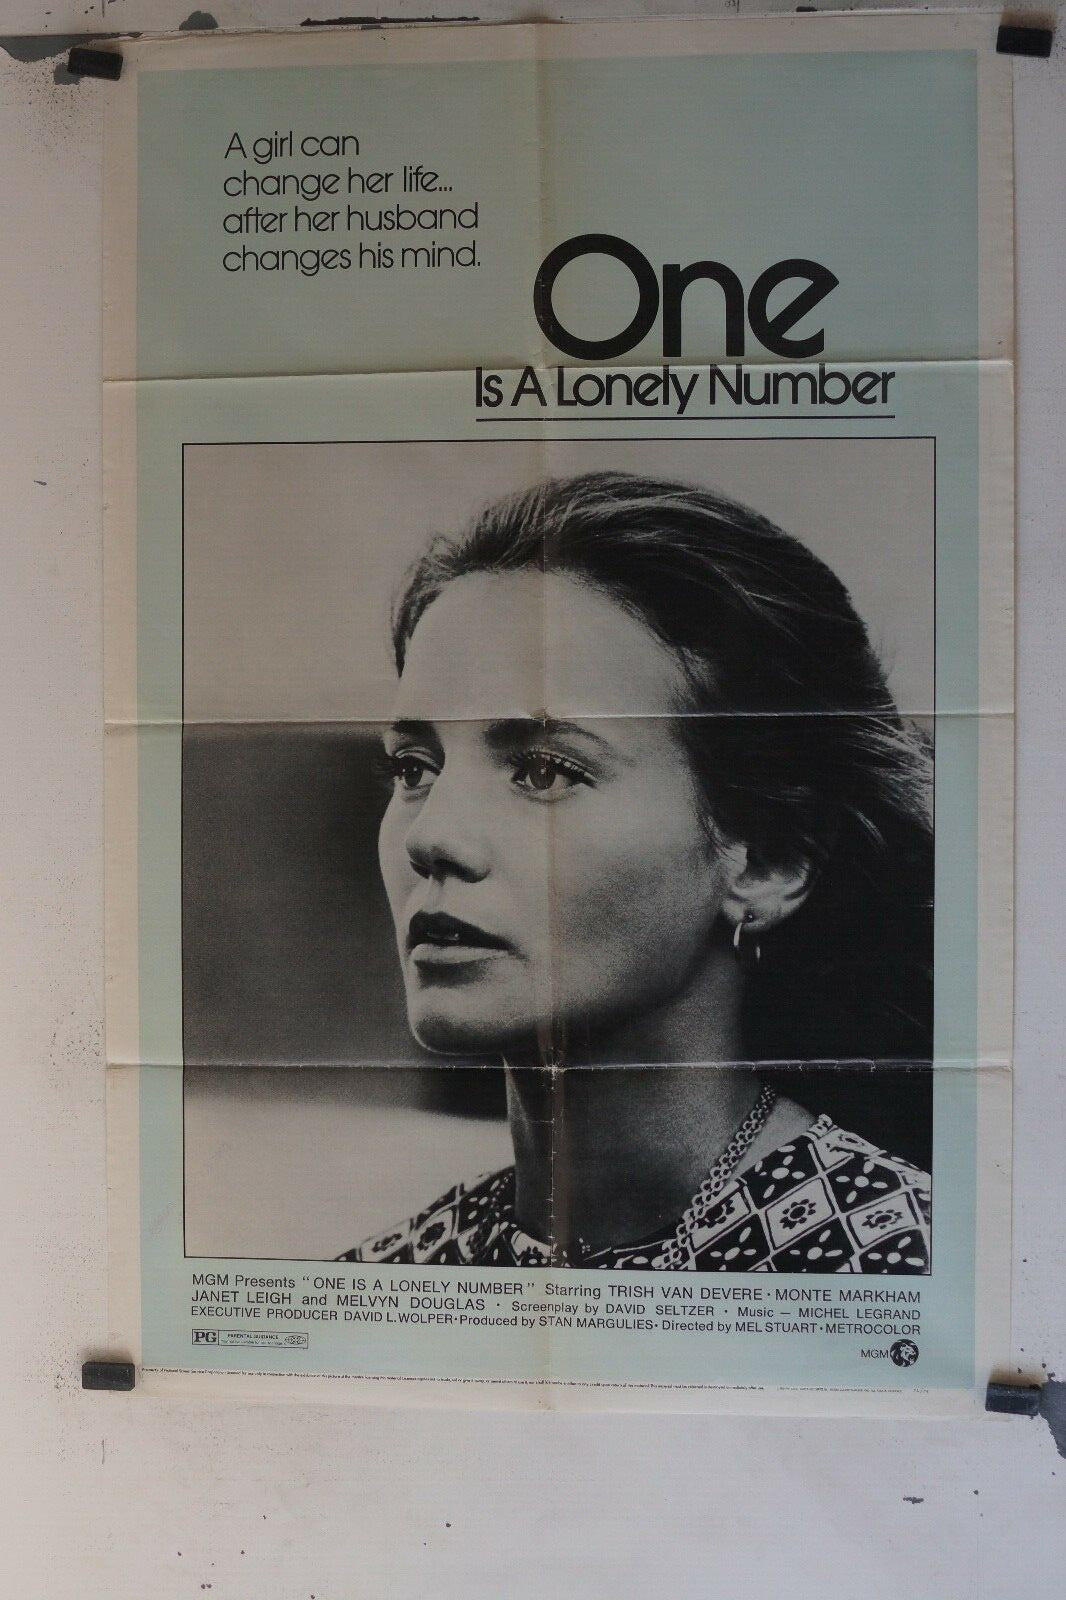 A girl can
change her life...
after her husband
changes his mind.
One
Is A Lonely Number
MGM Presents "ONE IS A LONELY NUMBER" Starring TRISH VAN DEVERE · MONTE MARKHAM
JANET LEIGH and MELVYN DOUGLAS · Screenplay by DAVID SELTZER · Music — MICHEL LEGRAND
EXECUTIVE PRODUCER DAVID L. WOLPER · Produced by STAN MARGULIES · Directed by MEL STUART · METROCOLOR
PG PARENTAL GUIDANCE
MGM